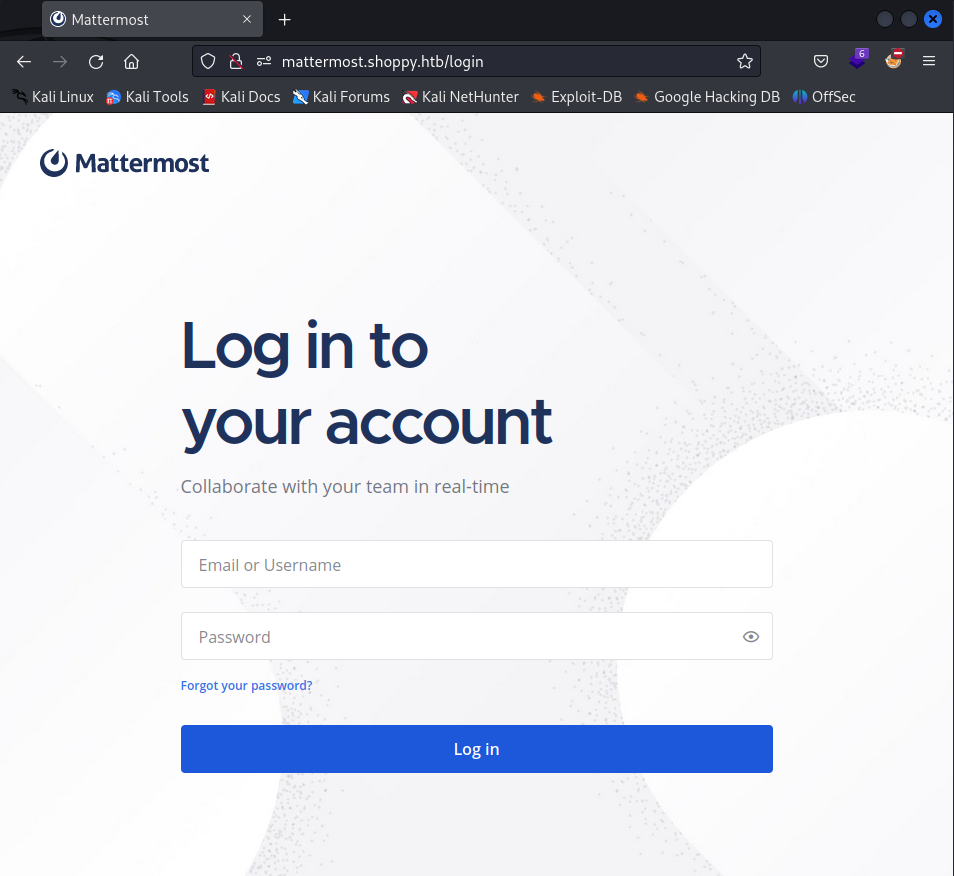 Mattermost
mattermost.shoppy.htb/login
6
Kali Linux Kali Tools Kali Docs Kali Forums Kali NetHunter Exploit-DB Google Hacking DB OffSec
Mattermost
Log in to
your account
Collaborate with your team in real-time
Email or Username
Password
Forgot your password?
Log in